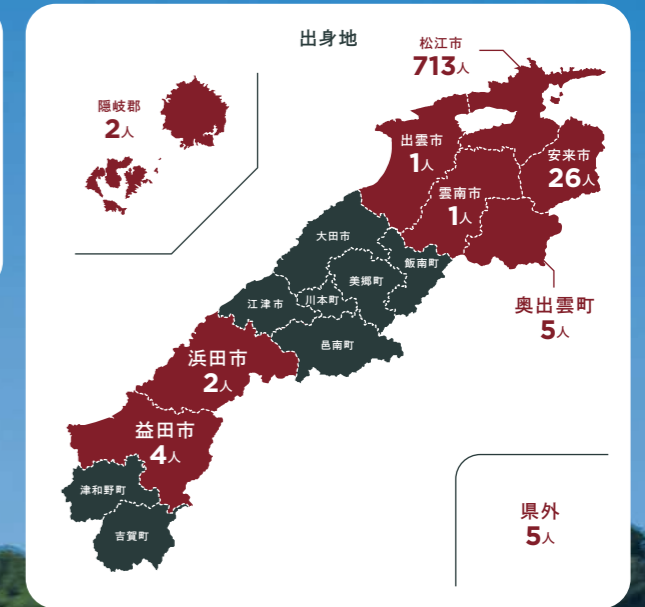 出身地
松江市
713人
隠岐郡
2人
出雲市
1人
安来市
26人
雲南市
1人
大田市
飯南町
美郷町
江津市
川本町
奥出雲町
5人
邑南町
浜田市
2人
益田市
4人
津和野町
吉賀町
県外
5人